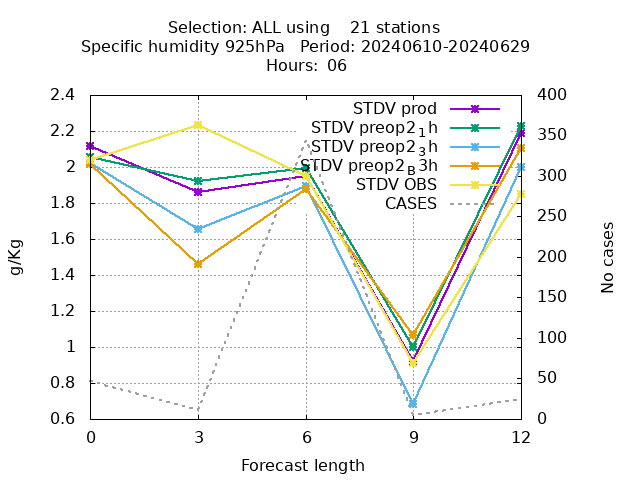 Selection: ALL using    21 stations
Specific humidity 925hPa   Period: 20240610-20240629
Hours: 06
STDV prod
STDV preop2₁h
STDV preop2₃h
STDV preop2_B3h
STDV OBS
CASES
g/Kg
2.4
2.2
2
1.8
1.6
1.4
1.2
1
0.8
0.6
No cases
400
350
300
250
200
150
100
50
0
0 3 6 9 12
Forecast length